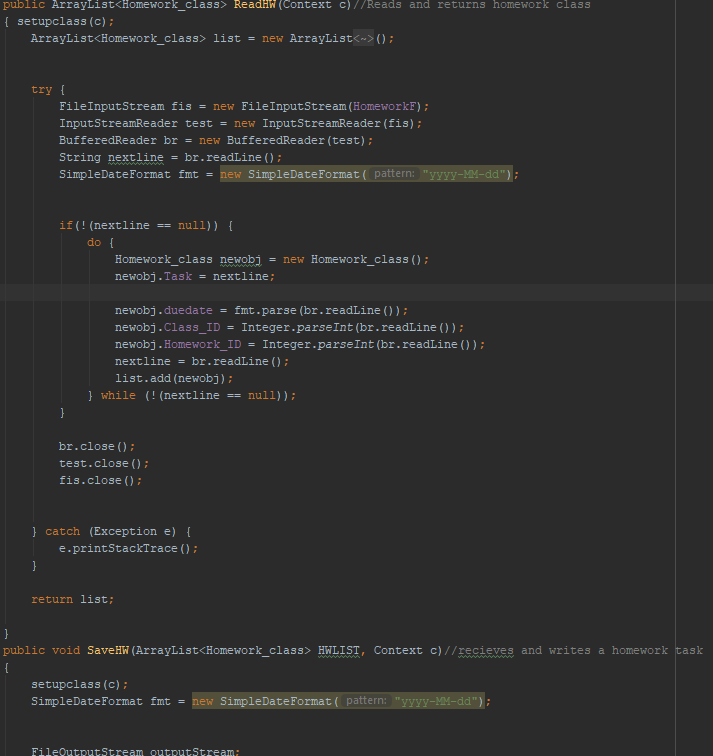 public ArrayList<Homework_class> ReadHW(Context c)//Reads and returns homework class
{ setupclass(c);
ArrayList<Homework_class> list = new ArrayList<~>();
try {
FileInputStream fis = new FileInputStream(HomeworkF);
InputStreamReader test = new InputStreamReader(fis);
BufferedReader br = new BufferedReader(test);
String nextline = br.readLine();
SimpleDateFormat fmt = new SimpleDateFormat( pattern: "yyyy-MM-dd");
if(!(nextline == null)) {
do {
Homework_class newobj = new Homework_class();
newobj.Task = nextline;
newobj.duedate = fmt.parse(br.readLine());
newobj.Class_ID = Integer.parseInt(br.readLine());
newobj.Homework_ID = Integer.parseInt(br.readLine());
nextline = br.readLine();
list.add(newobj);
} while (!(nextline == null));
}
br.close();
test.close();
fis.close();
} catch (Exception e) {
e.printStackTrace();
}
return list;
}
public void SaveHW(ArrayList<Homework_class> HWLIST, Context c)//recieves and writes a homework task
{
setupclass(c);
SimpleDateFormat fmt = new SimpleDateFormat( pattern: "yyyy-MM-dd");
FileOutputStream outputStream;